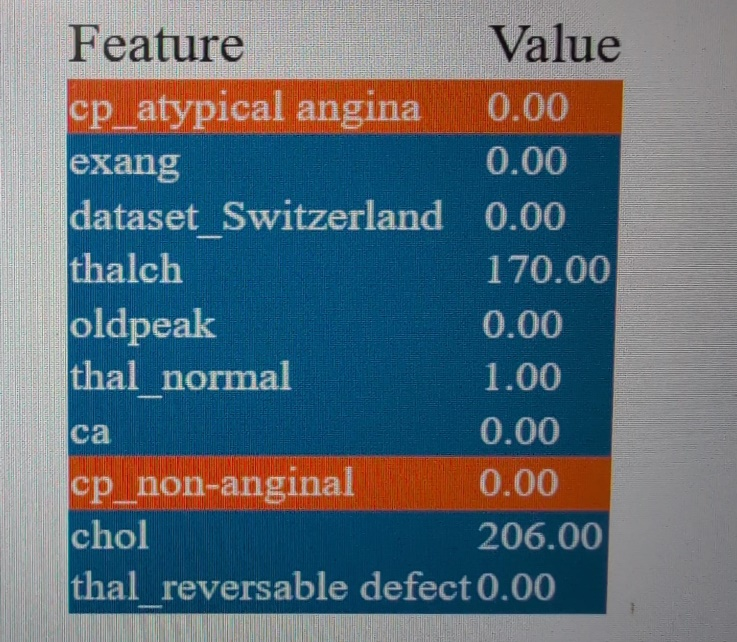 Feature Value
cp_atypical angina 0.00
exang 0.00
dataset_Switzerland 0.00
thalch 170.00
oldpeak 0.00
thal_normal 1.00
ca 0.00
cp_non-anginal 0.00
chol 206.00
thal_reversable defect 0.00